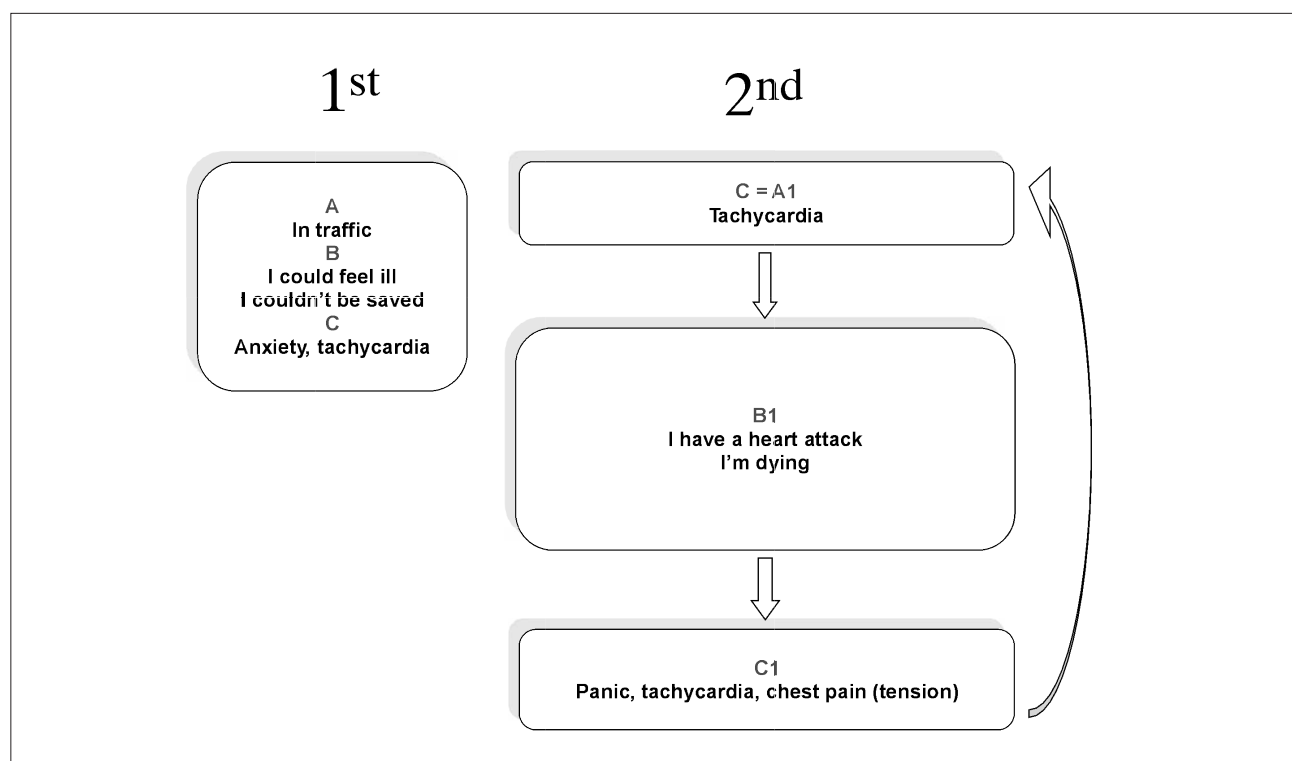 1st
A
In traffic
B
I could feel ill
I couldn't be saved
C
Anxiety, tachycardia
2nd
C = A1
Tachycardia
B1
I have a heart attack
I'm dying
C1
Panic, tachycardia, chest pain (tension)